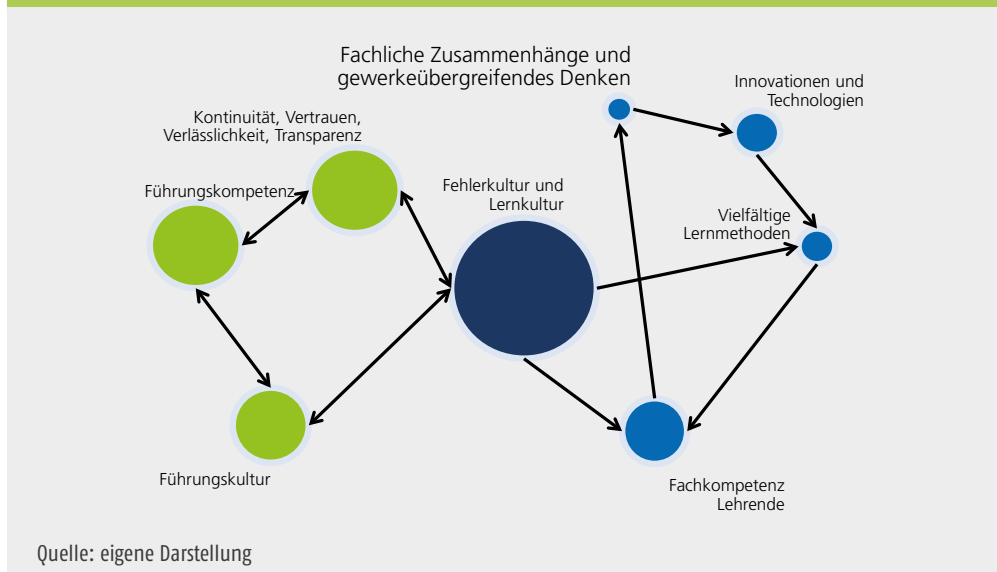 Fachliche Zusammenhänge und
gewerkeübergreifendes Denken
Innovationen und
Technologien
Kontinuität, Vertrauen,
Verlässlichkeit, Transparenz
Führungskompetenz
Fehlerkultur und
Lernkultur
Vielfältige
Lernmethoden
Führungskultur
Fachkompetenz
Lehrende
Quelle: eigene Darstellung